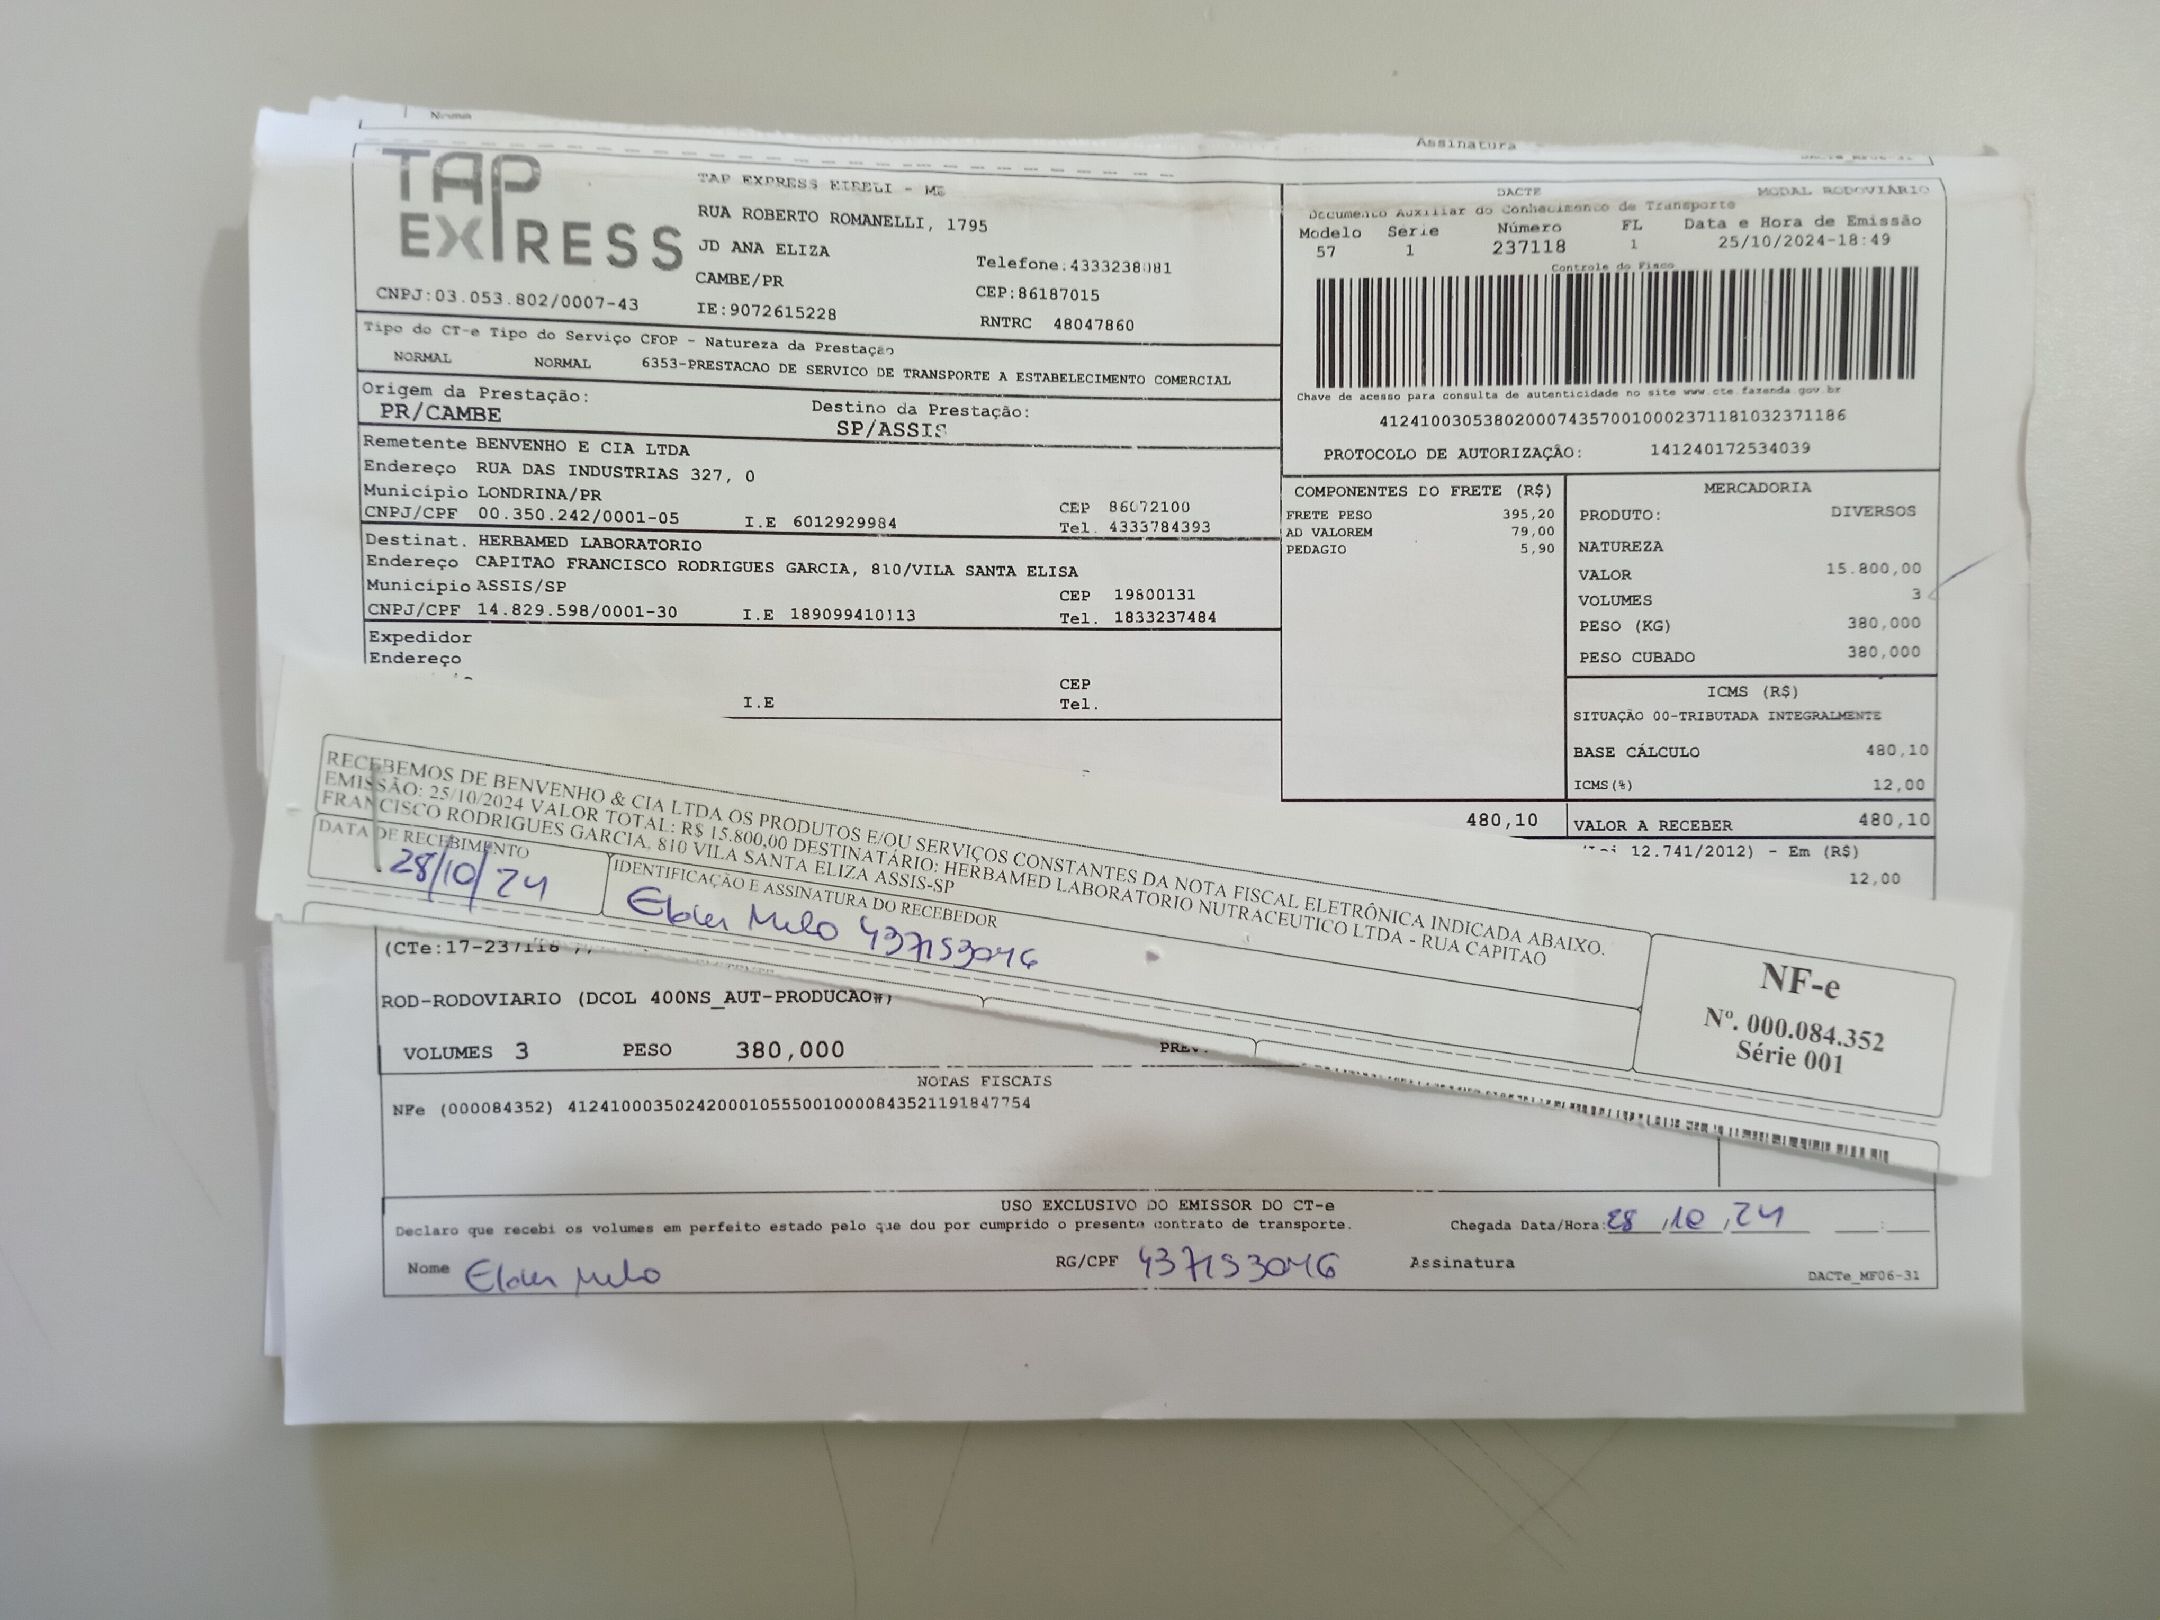 Assinatura
TAP
EXPRESS
TAP EXPRESS EIRELI - ME
RUA ROBERTO ROMANELLI, 1795
JD ANA ELIZA
Telefone:4333238081
CAMBE/PR
CEP:86187015
CNPJ:03.053.802/0007-43
IE:9072615228
RNTRC 48047860
DACTE
MODAL RODOVIÁRIO
Documento Auxiliar do Conhecimento de Transporte
Modelo Serie Número FL Data e Hora de Emissão
57 1 237118 1 25/10/2024-18:49
Controle do Fisco
Chave de acesso para consulta de autenticidade no site www.cte.fazenda.gov.br
41241003053802000743570010002371181032371186
PROTOCOLO DE AUTORIZAÇÃO: 141240172534039
Tipo do CT-e Tipo do Serviço CFOP - Natureza da Prestação
NORMAL NORMAL 6353-PRESTACAO DE SERVICO DE TRANSPORTE A ESTABELECIMENTO COMERCIAL
Origem da Prestação: Destino da Prestação:
PR/CAMBE SP/ASSIS
Remetente BENVENHO E CIA LTDA
Endereço RUA DAS INDUSTRIAS 327, 0
Município LONDRINA/PR CEP 86072100
CNPJ/CPF 00.350.242/0001-05 I.E 6012929984 Tel. 4333784393
Destinat. HERBAMED LABORATORIO
Endereço CAPITAO FRANCISCO RODRIGUES GARCIA, 810/VILA SANTA ELISA
Município ASSIS/SP CEP 19800131
CNPJ/CPF 14.829.598/0001-30 I.E 189099410113 Tel. 1833237484
Expedidor
Endereço
CEP
I.E Tel.
COMPONENTES DO FRETE (R$)
FRETE PESO 395,20
AD VALOREM 79,00
PEDAGIO 5,90
480,10
MERCADORIA
PRODUTO: DIVERSOS
NATUREZA
VALOR 15.800,00
VOLUMES 3
PESO (KG) 380,000
PESO CUBADO 380,000
ICMS (R$)
SITUAÇÃO 00-TRIBUTADA INTEGRALMENTE
BASE CÁLCULO 480,10
ICMS(%) 12,00
VALOR A RECEBER 480,10
12.741/2012) - Em (R$)
12,00
RECEBEMOS DE BENVENHO & CIA LTDA OS PRODUTOS E/OU SERVIÇOS CONSTANTES DA NOTA FISCAL ELETRÔNICA INDICADA ABAIXO.
EMISSÃO: 25/10/2024 VALOR TOTAL: R$ 15.800,00 DESTINATÁRIO: HERBAMED LABORATORIO NUTRACEUTICO LTDA - RUA CAPITAO
FRANCISCO RODRIGUES GARCIA, 810 VILA SANTA ELIZA ASSIS-SP
DATA DE RECEBIMENTO
28/10/24
IDENTIFICAÇÃO E ASSINATURA DO RECEBEDOR
Elder Melo 437153046
NF-e
Nº. 000.084.352
Série 001
(CTe:17-237118
ROD-RODOVIARIO (DCOL 400NS_AUT-PRODUCAO#)
VOLUMES 3 PESO 380,000 PREV.
NOTAS FISCAIS
NFe (000084352) 41241000350242000105550010000843521191847754
USO EXCLUSIVO DO EMISSOR DO CT-e
Declaro que recebi os volumes em perfeito estado pelo que dou por cumprido o presente contrato de transporte. Chegada Data/Hora: 28 /10 /24
Nome Elder Melo RG/CPF 437153046 Assinatura
DACTe_MF06-31